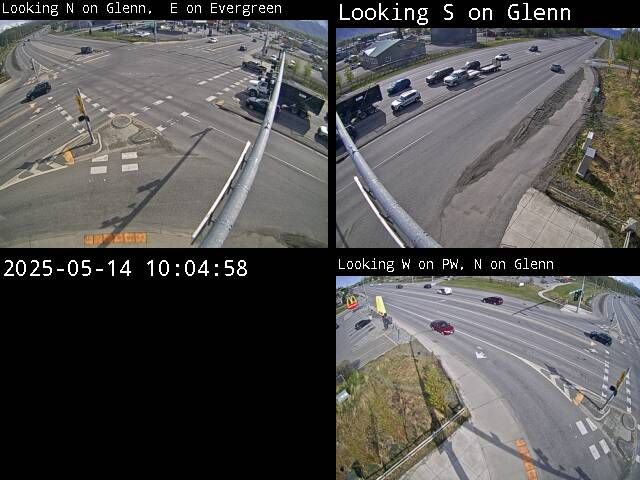 Looking N on Glenn,  E on Evergreen
Looking S on Glenn
2025-05-14 10:04:58
Looking W on PW, N on Glenn